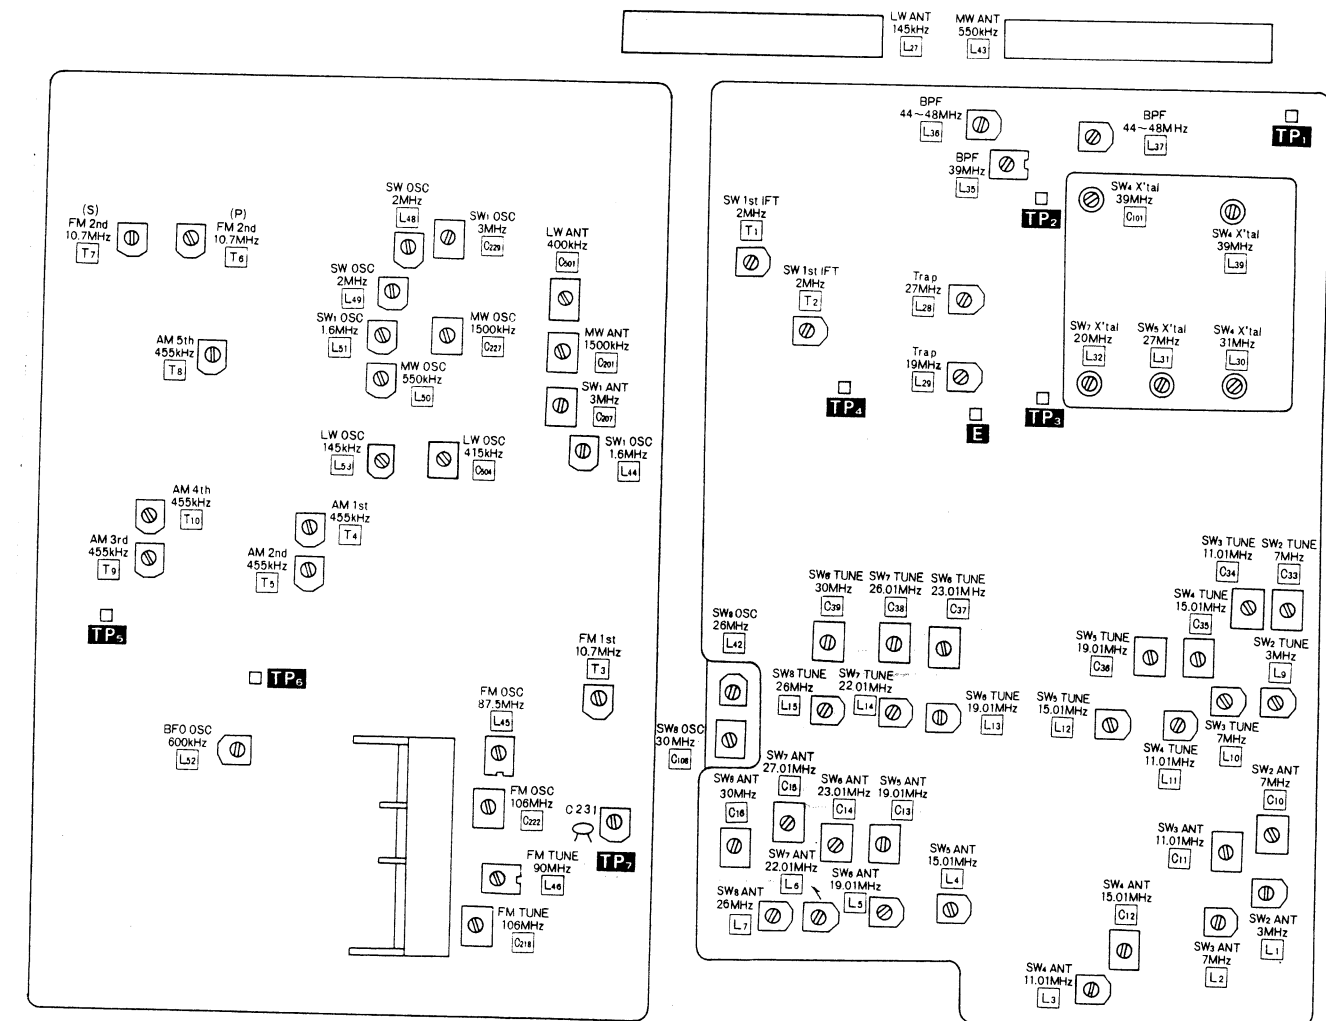 LW ANT
145kHz
L27
MW ANT
550kHz
L43
(S)
FM 2nd
10.7MHz
T7
(P)
FM 2nd
10.7MHz
T6
SW OSC
2MHz
L48
SW1 OSC
3MHz
C229
LW ANT
400kHz
C501
SW OSC
2MHz
L49
SW1 OSC
1.6MHz
L51
MW OSC
1500kHz
C227
MW ANT
1500kHz
C201
AM 5th
455kHz
T8
MW OSC
550kHz
L50
SW1 ANT
3MHz
C207
LW OSC
145kHz
L53
LW OSC
415kHz
C504
SW1 OSC
1.6MHz
L44
AM 4th
455kHz
T10
AM 1st
455kHz
T4
AM 3rd
455kHz
T9
AM 2nd
455kHz
T5
TP5
TP6
FM 1st
10.7MHz
T3
FM OSC
87.5MHz
L45
BFO OSC
600kHz
L52
FM OSC
106MHz
C222
C231
TP7
FM TUNE
90MHz
L46
FM TUNE
106MHz
C218
BPF
44~48MHz
L36
BPF
44~48MHz
L37
TP1
BPF
39MHz
L35
TP2
SW4 X'tal
39MHz
C101
SW4 X'tal
39MHz
L39
SW 1st IFT
2MHz
T1
SW 1st IFT
2MHz
T2
Trap
27MHz
L28
Trap
19MHz
L29
SW7 X'tal
20MHz
L32
SW5 X'tal
27MHz
L31
SW4 X'tal
31MHz
L30
TP4
TP3
E
SW3 TUNE
11.01MHz
C34
SW2 TUNE
7MHz
C33
SW8 TUNE
30MHz
C39
SW7 TUNE
26.01MHz
C38
SW6 TUNE
23.01MHz
C37
SW4 TUNE
15.01MHz
C35
SW8 OSC
26MHz
L42
SW5 TUNE
19.01MHz
C36
SW2 TUNE
3MHz
L9
SW8 TUNE
26MHz
L15
SW7 TUNE
22.01MHz
L14
SW6 TUNE
19.01MHz
L13
SW5 TUNE
15.01MHz
L12
SW3 TUNE
7MHz
L10
SW4 TUNE
11.01MHz
L11
SW8 OSC
30MHz
C108
SW7 ANT
27.01MHz
C15
SW8 ANT
30MHz
C16
SW6 ANT
23.01MHz
C14
SW5 ANT
19.01MHz
C13
SW2 ANT
7MHz
C10
SW3 ANT
11.01MHz
C11
SW7 ANT
22.01MHz
L6
SW6 ANT
19.01MHz
L5
SW5 ANT
15.01MHz
L4
SW8 ANT
26MHz
L7
SW4 ANT
15.01MHz
C12
SW2 ANT
3MHz
L1
SW3 ANT
7MHz
L2
SW4 ANT
11.01MHz
L3